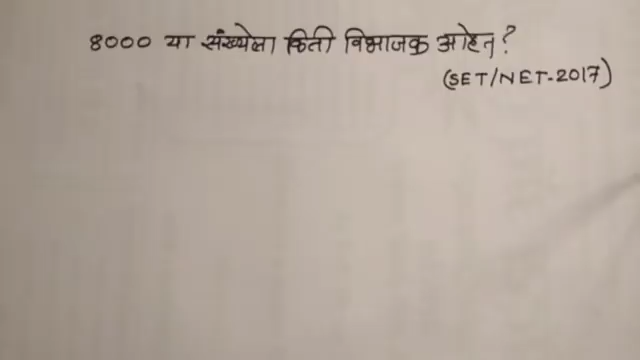 8000 या संख्येला किती विभाजक आहेत?
(SET/NET-2017)